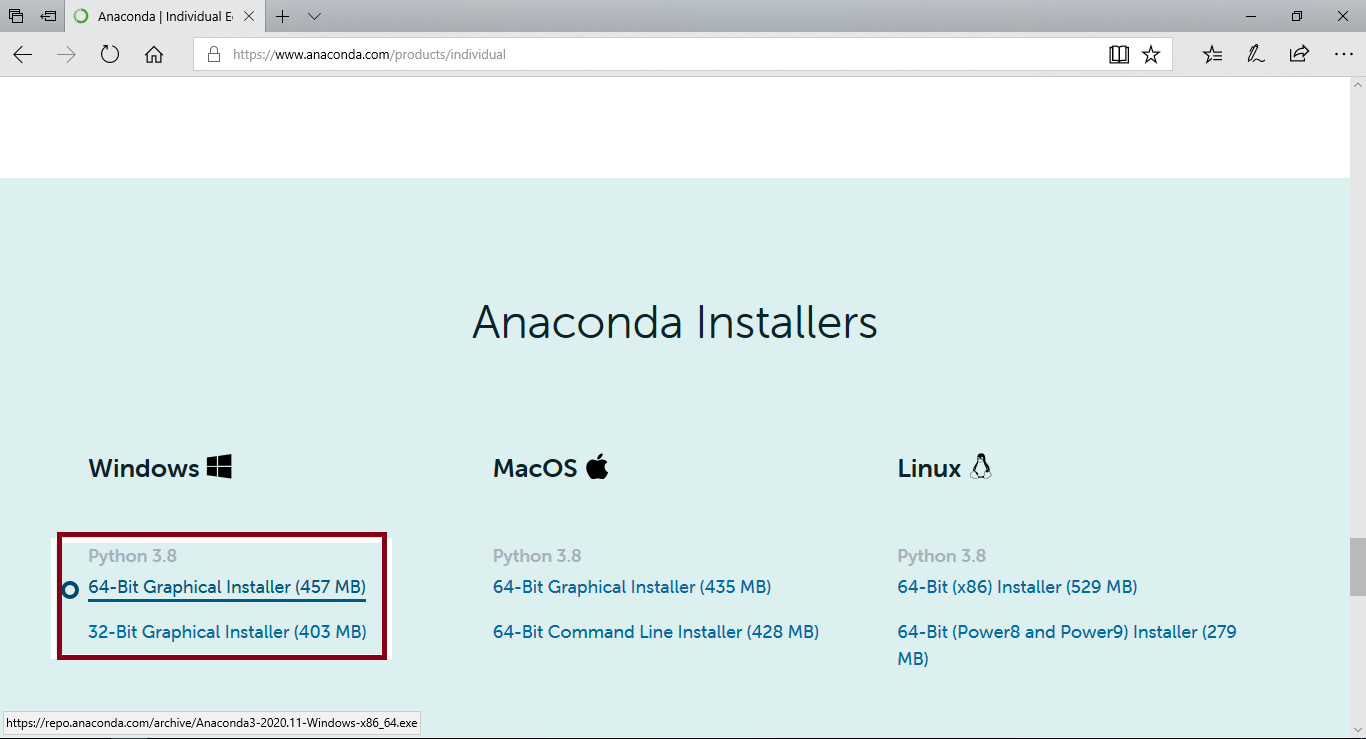 Anaconda | Individual E
https://www.anaconda.com/products/individual
Anaconda Installers
Windows
MacOS
Linux
Python 3.8
64-Bit Graphical Installer (457 MB)
32-Bit Graphical Installer (403 MB)
Python 3.8
64-Bit Graphical Installer (435 MB)
64-Bit Command Line Installer (428 MB)
Python 3.8
64-Bit (x86) Installer (529 MB)
64-Bit (Power8 and Power9) Installer (279
MB)
https://repo.anaconda.com/archive/Anaconda3-2020.11-Windows-x86_64.exe